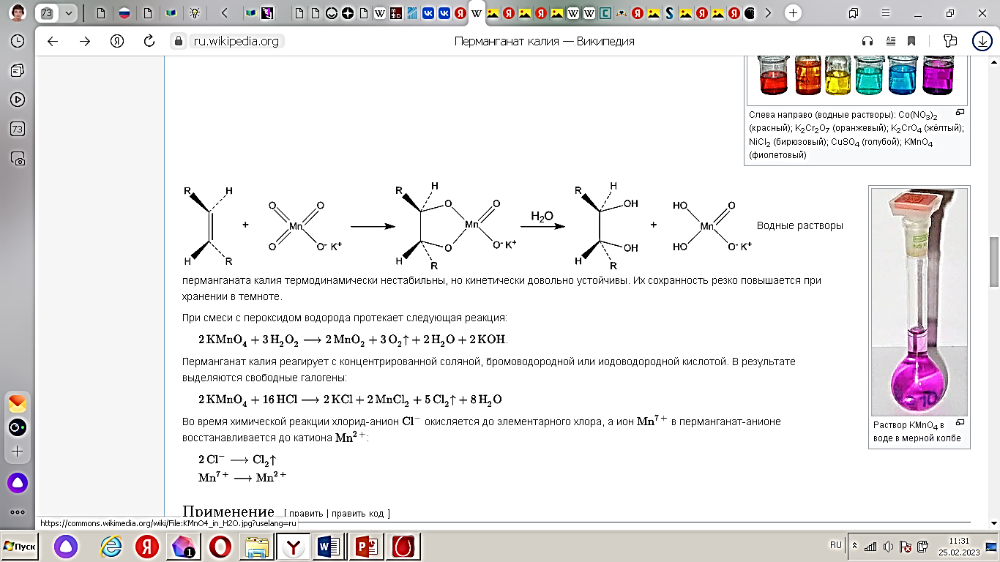 73
ru.wikipedia.org
Перманганат калия — Википедия
73
Слева направо (водные растворы): Co(NO3)2
(красный); K2Cr2O7 (оранжевый); K2CrO4 (жёлтый);
NiCl2 (бирюзовый); CuSO4 (голубой); KMnO4
(фиолетовый)
R H H R + O O O Mn O- K+ R H H R O O Mn O O- K+ H2O R H H R OH OH + HO HO Mn O O- K+ Водные растворы
перманганата калия термодинамически нестабильны, но кинетически довольно устойчивы. Их сохранность резко повышается при
хранении в темноте.
При смеси с пероксидом водорода протекает следующая реакция:
2 KMnO4 + 3 H2O2 ⟶ 2 MnO2 + 3 O2↑ + 2 H2O + 2 KOH.
Перманганат калия реагирует с концентрированной соляной, бромоводородной или иодоводородной кислотой. В результате
выделяются свободные галогены:
2 KMnO4 + 16 HCl ⟶ 2 KCl + 2 MnCl2 + 5 Cl2↑ + 8 H2O
Во время химической реакции хлорид-анион Cl− окисляется до элементарного хлора, а ион Mn7+ в перманганат-анионе
восстанавливается до катиона Mn2+:
2 Cl− ⟶ Cl2↑
Mn7+ ⟶ Mn2+
Раствор KMnO4 в
воде в мерной колбе
Применение [ править | править код ]
https://commons.wikimedia.org/wiki/File:KMnO4_in_H2O.jpg?uselang=ru
Пуск
1
RU
11:31
25.02.2023